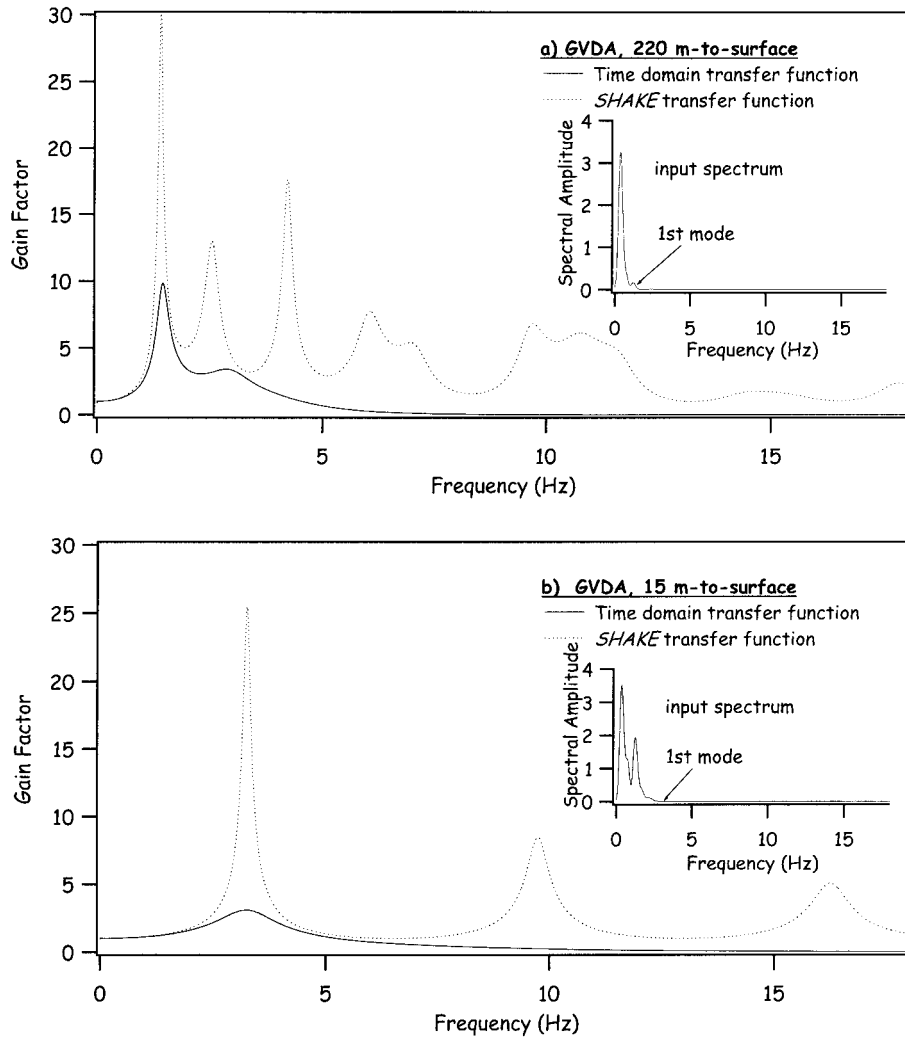 30
25
20
15
10
5
0
Gain Factor
a) GVDA, 220 m-to-surface
Time domain transfer function
SHAKE transfer function
4
3
2
1
0
Spectral Amplitude
input spectrum
1st mode
0 5 10 15
Frequency (Hz)
0 5 10 15
Frequency (Hz)
30
25
20
15
10
5
0
Gain Factor
b) GVDA, 15 m-to-surface
Time domain transfer function
SHAKE transfer function
4
3
2
1
0
Spectral Amplitude
input spectrum
1st mode
0 5 10 15
Frequency (Hz)
0 5 10 15
Frequency (Hz)